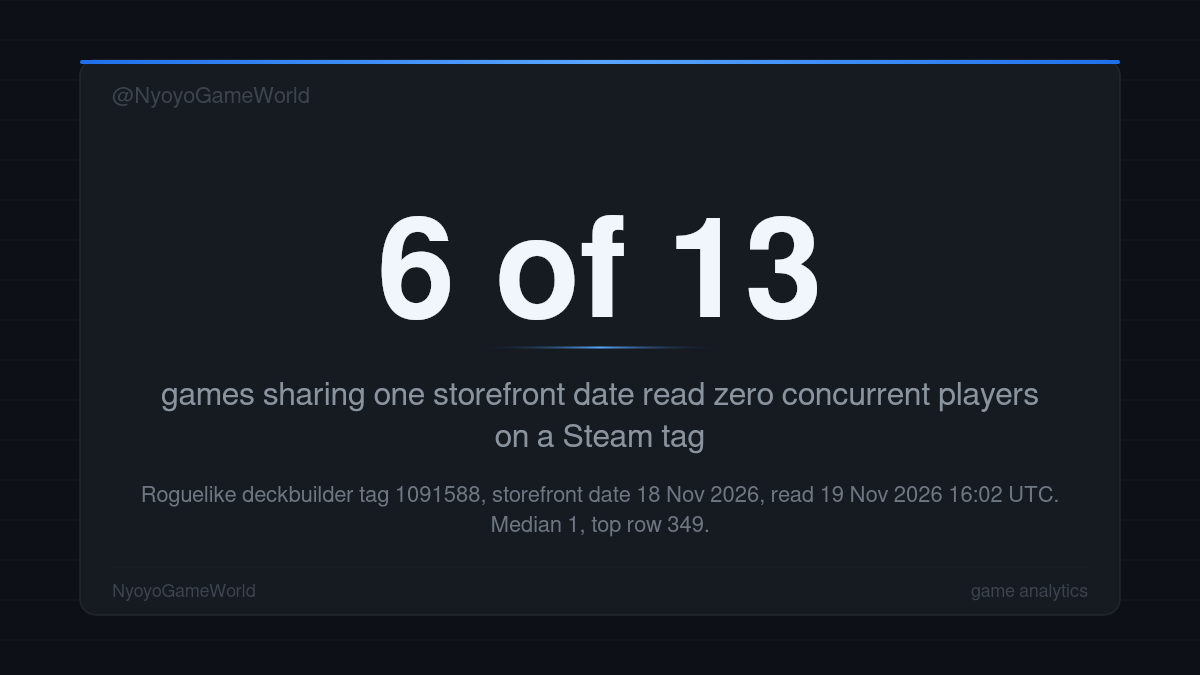 @NyoyoGameWorld
6 of 13
games sharing one storefront date read zero concurrent players
on a Steam tag
Roguelike deckbuilder tag 1091588, storefront date 18 Nov 2026, read 19 Nov 2026 16:02 UTC.
Median 1, top row 349.
NyoyoGameWorld
game analytics